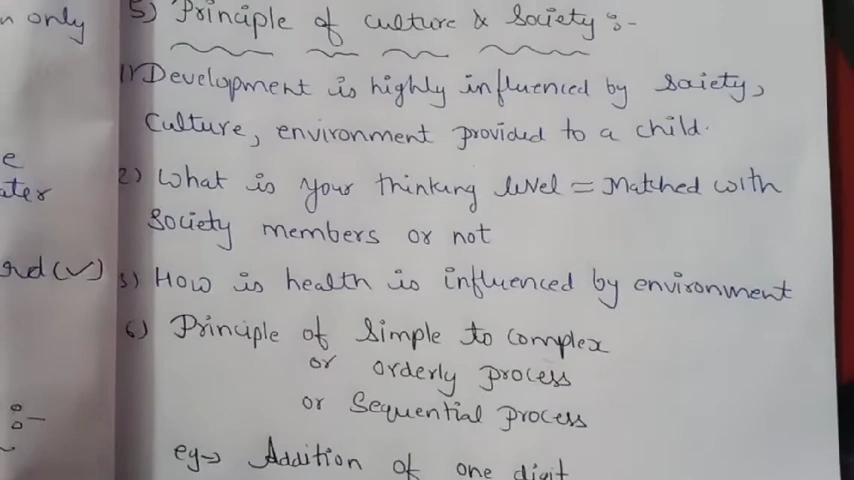 n only
e
ater
rd (✓)
:-
5) Principle of culture & Society :-
1) Development is highly influenced by saiety,
Culture, environment provided to a child.
2) What is your thinking level = Matched with
Society members or not
3) How is health is influenced by environment
6) Principle of Simple to complex
or orderly process
or Sequential process
eg→ Addition of one digit